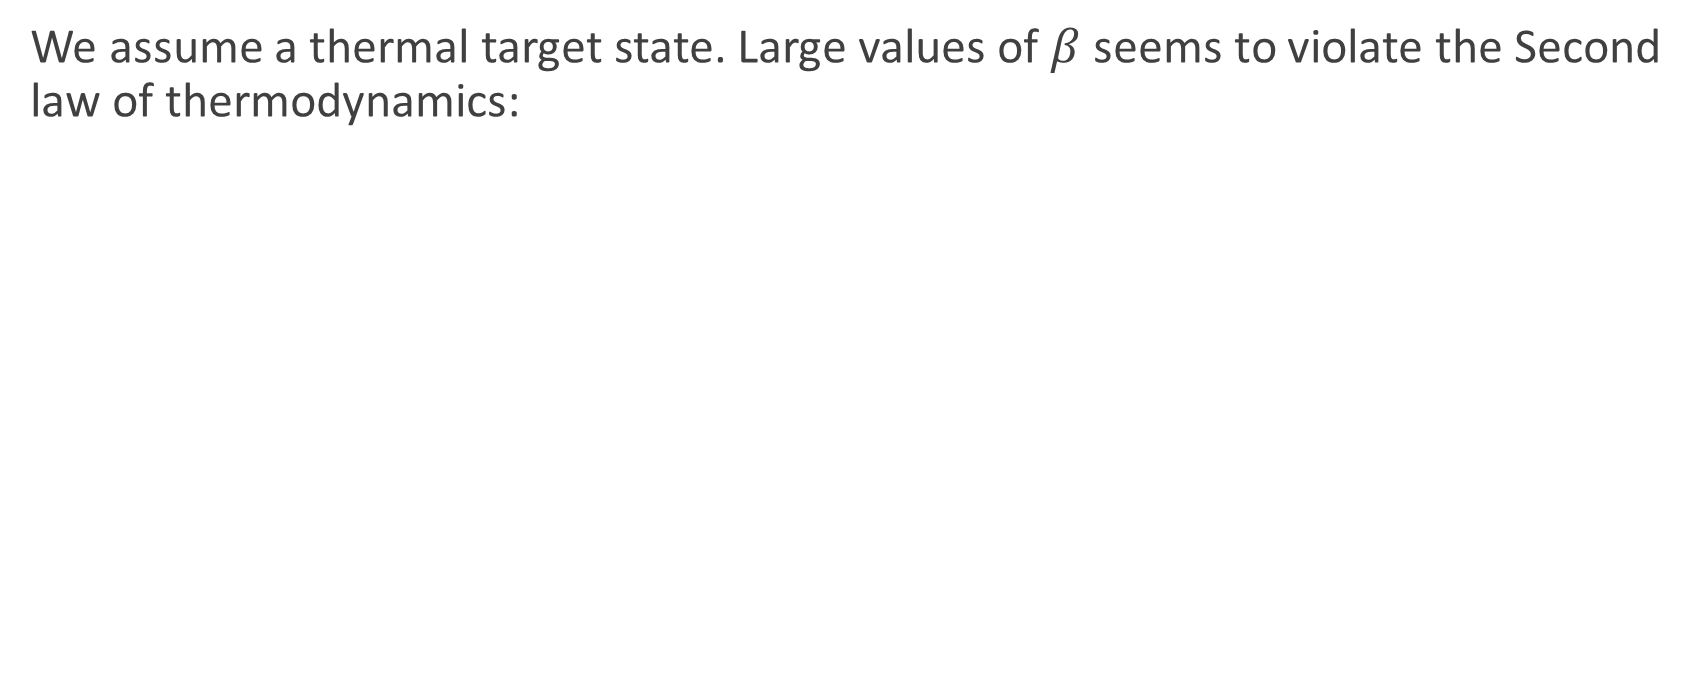 We assume a thermal target state. Large values of β seems to violate the Second
law of thermodynamics: